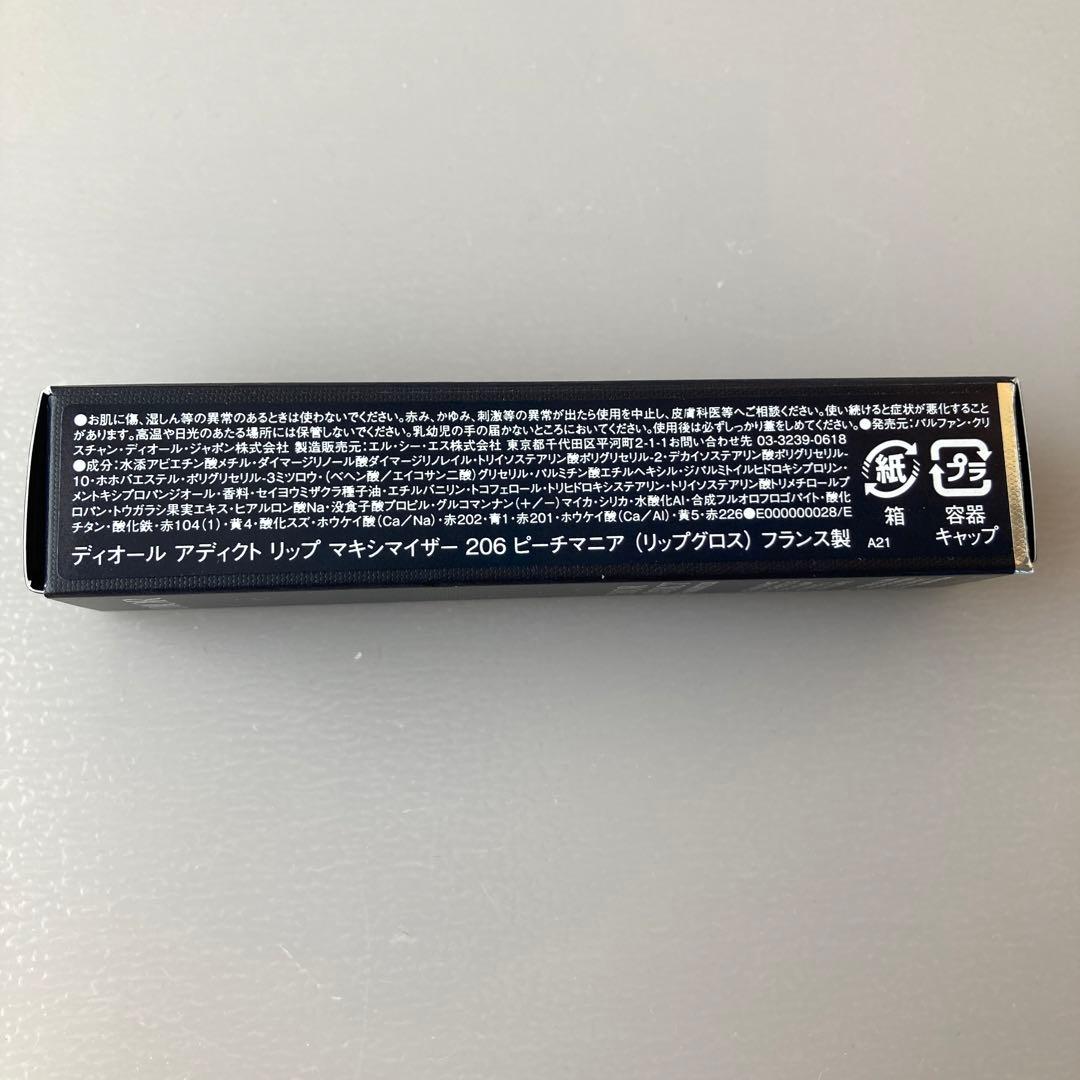 ●お肌に傷、湿しん等の異常のあるときは使わないでください。赤み、かゆみ、刺激等の異常が出たら使用を中止し、皮膚科医等へご相談ください。使い続けると症状が悪化すること
があります。高温や日光のあたる場所には保管しないでください。乳幼児の手の届かないところにおいてください。使用後は必ずしっかり蓋をしめてください。●発売元:パルファン・クリ
スチャン・ディオール・ジャポン株式会社 製造販売元:エル・シー・エス株式会社 東京都千代田区平河町2-1-1お問い合わせ先 03-3239-0618
●成分:水添アビエチン酸メチル・ダイマージリノール酸ダイマージリノレイル・トリイソステアリン酸ポリグリセリル-2・デカイソステアリン酸ポリグリセリル-
10・ホホバエステル・ポリグリセリル-3ミツロウ・(ベヘン酸/エイコサン二酸)グリセリル・パルミチン酸エチルヘキシル・ジパルミトイルヒドロキシプロリン・
メントキシプロパンジオール・香料・セイヨウミザクラ種子油・エチルバニリン・トコフェロール・トリヒドロキシステアリン・トリイソステアリン酸トリメチロールプ
ロパン・トウガラシ果実エキス・ヒアルロン酸Na・没食子酸プロピル・グルコマンナン(+/−)マイカ・シリカ・水酸化Al・合成フルオロフロゴパイト・酸化
チタン・酸化鉄・赤104(1)・黄4・酸化スズ・ホウケイ酸(Ca/Na)・赤202・青1・赤201・ホウケイ酸(Ca/Al)・黄5・赤226●E000000028/E
ディオール アディクト リップ マキシマイザー 206 ピーチマニア (リップグロス) フランス製 A21
紙
箱
プラ
容器
キャップ